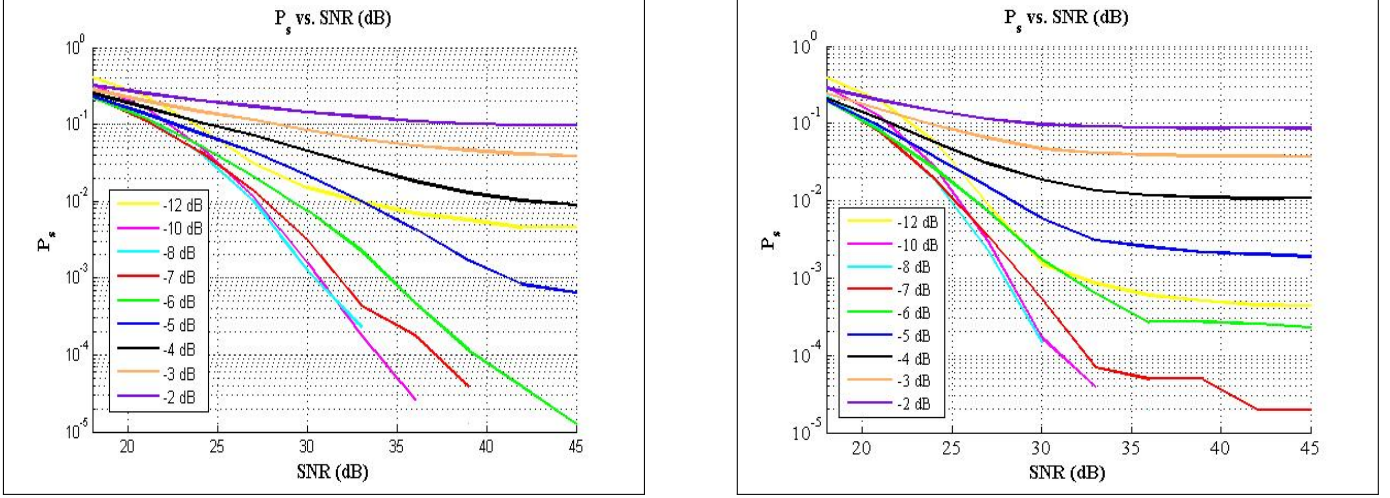 P_s vs. SNR (dB)
10^0
10^-1
10^-2
10^-3
10^-4
10^-5
P_s
-12 dB
-10 dB
-8 dB
-7 dB
-6 dB
-5 dB
-4 dB
-3 dB
-2 dB
20 25 30 35 40 45
SNR (dB)
P_s vs. SNR (dB)
10^0
10^-1
10^-2
10^-3
10^-4
10^-5
P_s
-12 dB
-10 dB
-8 dB
-7 dB
-6 dB
-5 dB
-4 dB
-3 dB
-2 dB
20 25 30 35 40 45
SNR (dB)